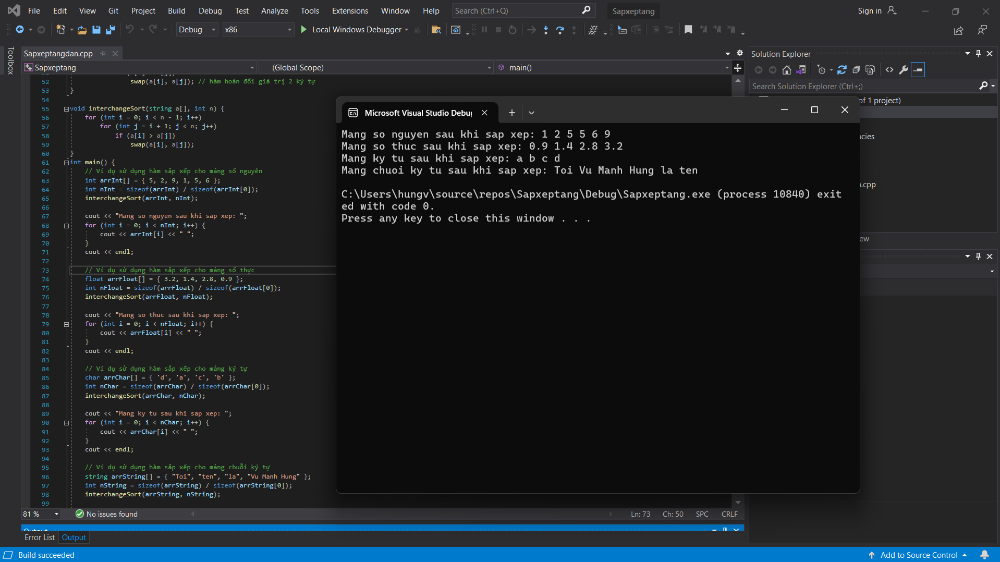 File Edit View Git Project Build Debug Test Analyze Tools Extensions Window Help Search (Ctrl+Q) Sapxeptang Sign in
Debug x86 Local Windows Debugger
Toolbox
Sapxeptangdan.cpp
Sapxeptang (Global Scope) main()
52 swap(a[i], a[j]); // hàm hoán đổi giá trị 2 ký tự
53 }
54
55 void interchangeSort(string a[], int n) {
56 for (int i = 0; i < n - 1; i++)
57 for (int j = i + 1; j < n; j++)
58 if (a[i] > a[j])
59 swap(a[i], a[j]);
60 }
61 int main() {
62 // Ví dụ sử dụng hàm sắp xếp cho mảng số nguyên
63 int arrInt[] = { 5, 2, 9, 1, 5, 6 };
64 int nInt = sizeof(arrInt) / sizeof(arrInt[0]);
65 interchangeSort(arrInt, nInt);
66
67 cout << "Mang so nguyen sau khi sap xep: ";
68 for (int i = 0; i < nInt; i++) {
69 cout << arrInt[i] << " ";
70 }
71 cout << endl;
72
73 // Ví dụ sử dụng hàm sắp xếp cho mảng số thực
74 float arrFloat[] = { 3.2, 1.4, 2.8, 0.9 };
75 int nFloat = sizeof(arrFloat) / sizeof(arrFloat[0]);
76 interchangeSort(arrFloat, nFloat);
77
78 cout << "Mang so thuc sau khi sap xep: ";
79 for (int i = 0; i < nFloat; i++) {
80 cout << arrFloat[i] << " ";
81 }
82 cout << endl;
83
84 // Ví dụ sử dụng hàm sắp xếp cho mảng ký tự
85 char arrChar[] = { 'd', 'a', 'c', 'b' };
86 int nChar = sizeof(arrChar) / sizeof(arrChar[0]);
87 interchangeSort(arrChar, nChar);
88
89 cout << "Mang ky tu sau khi sap xep: ";
90 for (int i = 0; i < nChar; i++) {
91 cout << arrChar[i] << " ";
92 }
93 cout << endl;
94
95 // Ví dụ sử dụng hàm sắp xếp cho mảng chuỗi ký tự
96 string arrString[] = { "Toi", "ten", "la", "Vu Manh Hung" };
97 int nString = sizeof(arrString) / sizeof(arrString[0]);
98 interchangeSort(arrString, nString);
99
81 % No issues found Ln: 73 Ch: 50 SPC CRLF
Error List Output
Build succeeded Add to Source Control
Microsoft Visual Studio Debug
Mang so nguyen sau khi sap xep: 1 2 5 5 6 9
Mang so thuc sau khi sap xep: 0.9 1.4 2.8 3.2
Mang ky tu sau khi sap xep: a b c d
Mang chuoi ky tu sau khi sap xep: Toi Vu Manh Hung la ten
C:\Users\hungv\source\repos\Sapxeptang\Debug\Sapxeptang.exe (process 10840) exit
ed with code 0.
Press any key to close this window . . .
Solution Explorer
Search Solution Explorer (Ctrl+;)
of 1 project)